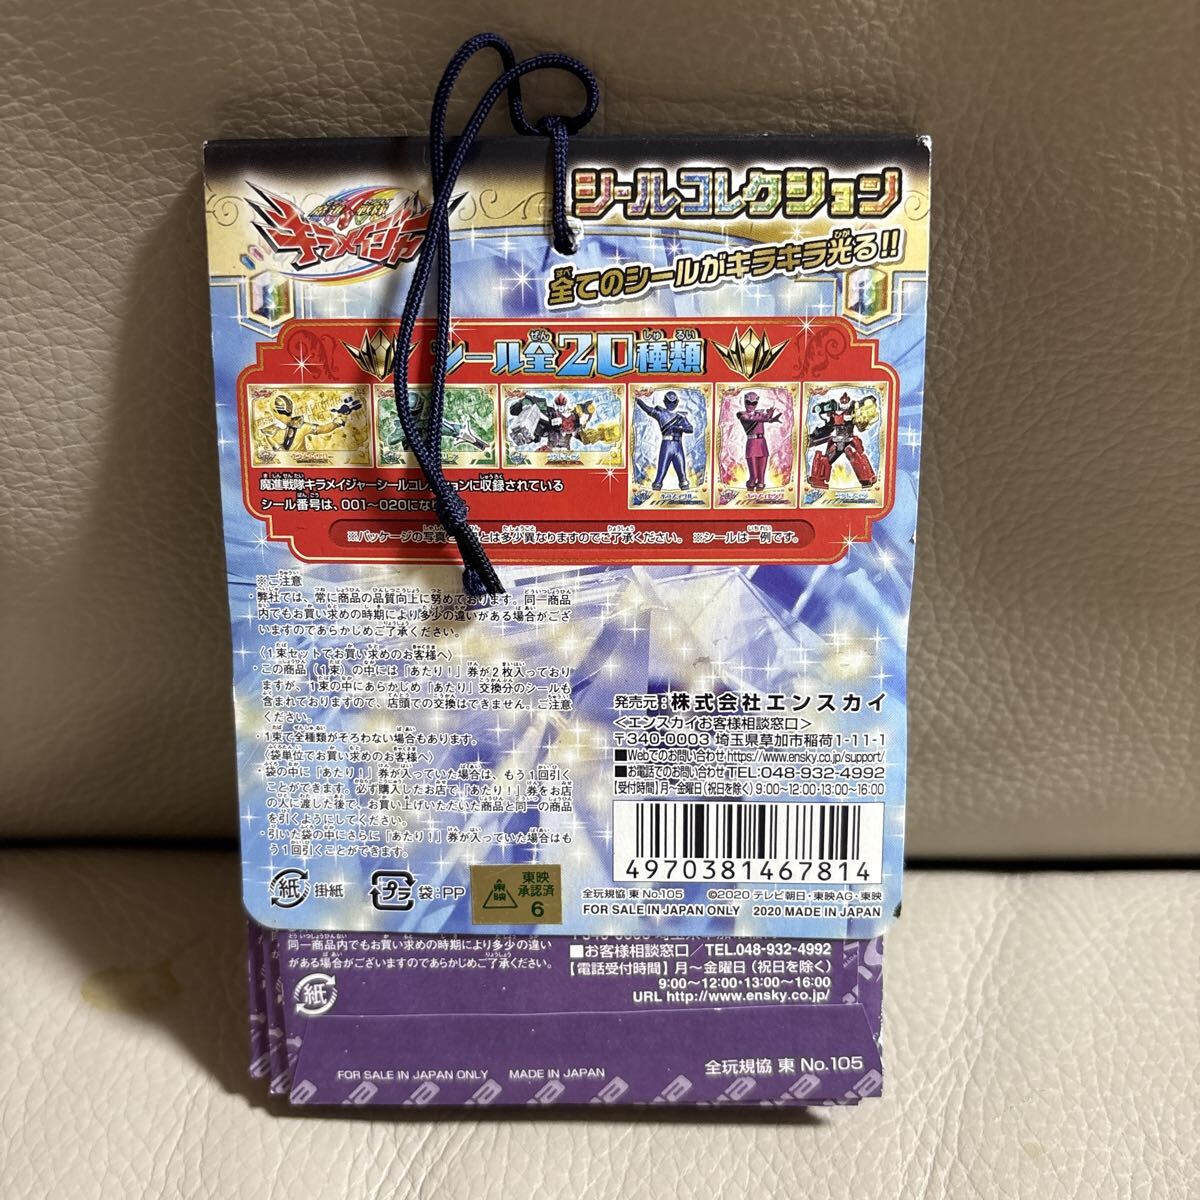 魔進戦隊
キラメイジャー
シールコレクション
全てのシールがキラキラ光る!!
シール全20種類
魔進戦隊キラメイジャーシールコレクションに収録されている
シール番号は、001〜020にな
※パッケージの写真と
とは多少異なりますのでご了承ください。 ※シールは一例です。
※ご注意
・弊社では、常に商品の品質向上に努めております。同一商品
内でもお買い求めの時期により多少の違いがある場合がござ
いますのであらかじめご了承ください。
〈1束セットでお買い求めのお客様へ〉
・この商品(1束)の中には「あたり!」券が2枚入っており
ますが、1束の中にあらかじめ「あたり」交換分のシールも
含まれておりますので、店頭での交換はできません。ご注意
ください。
・1束で全種類がそろわない場合もあります。
〈袋単位でお買い求めのお客様へ〉
・袋の中に「あたり!」券が入っていた場合は、もう1回引く
ことができます。必ず購入したお店で「あたり!」券をお店
の人に渡した後で、お買い上げいただいた商品と同一の商品
を引くようにしてください。
・引いた袋の中にさらに「あたり!」券が入っていた場合はも
う1回引くことができます。
発売元:株式会社エンスカイ
<エンスカイお客様相談窓口>
〒340-0003 埼玉県草加市稲荷1-11-1
■Webでのお問い合わせ https://www.ensky.co.jp/support/
■お電話でのお問い合わせ TEL:048-932-4992
【受付時間】月〜金曜日(祝日を除く)9:00〜12:00・13:00〜16:00
4970381467814
紙 掛紙
プラ 袋:PP
東映
東映
承認済
6
全玩規協 東 No.105 ©2020 テレビ朝日・東映AG・東映
FOR SALE IN JAPAN ONLY 2020 MADE IN JAPAN
同一商品内でもお買い求めの時期により多少の違い
がある場合がございますのであらかじめご了承ください。
紙
■お客様相談窓口/TEL.048-932-4992
【電話受付時間】月〜金曜日(祝日を除く)
9:00〜12:00・13:00〜16:00
URL http://www.ensky.co.jp/
FOR SALE IN JAPAN ONLY MADE IN JAPAN
全玩規協 東 No.105